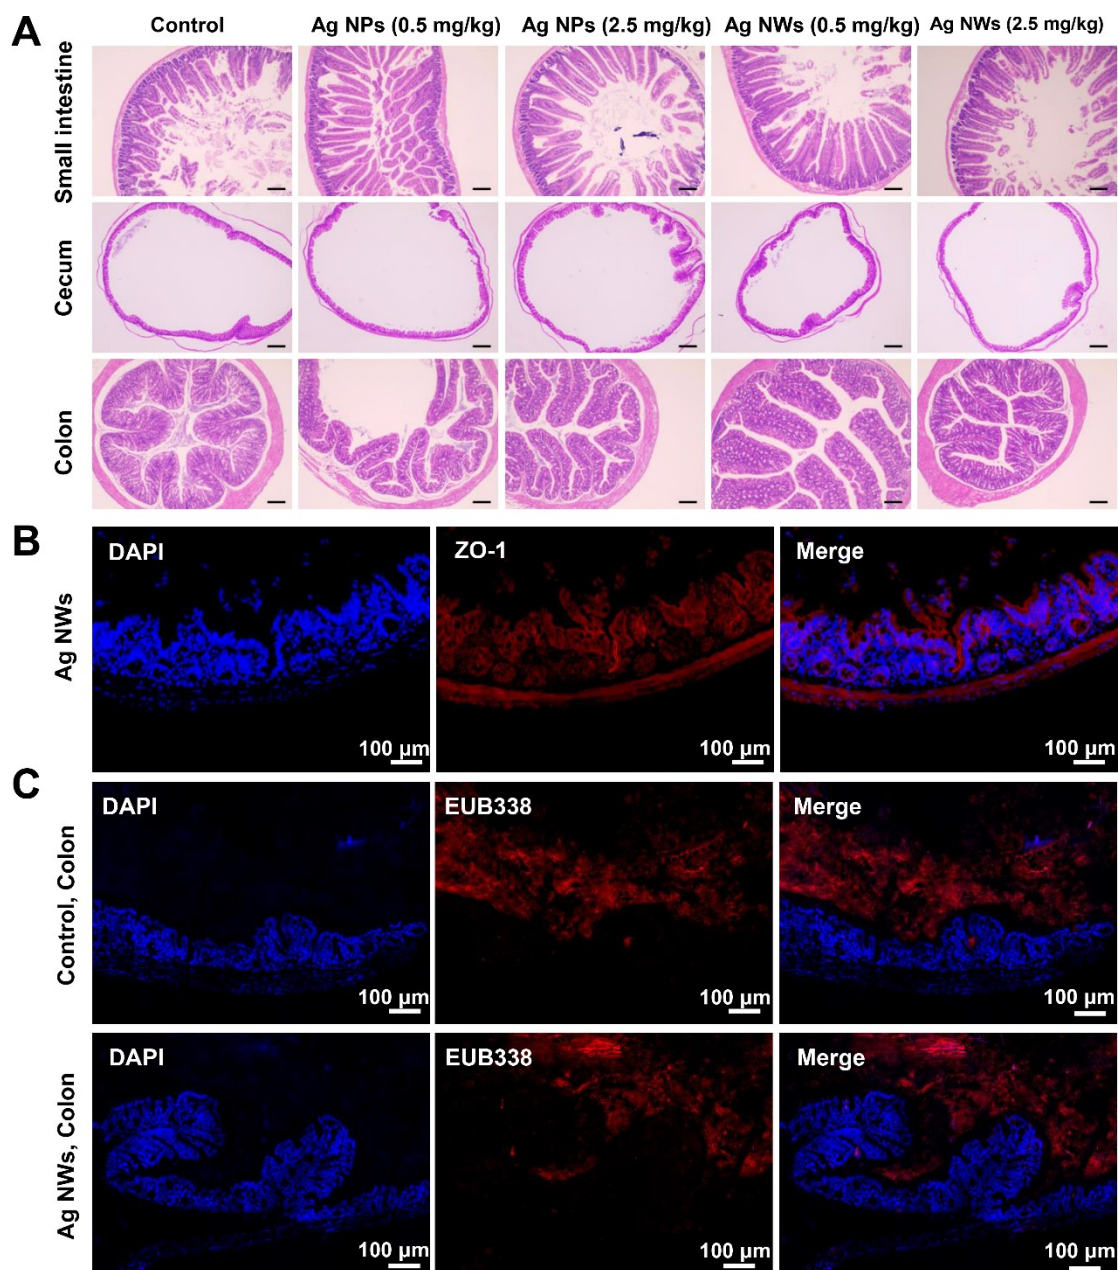 A
Control
Ag NPs (0.5 mg/kg)
Ag NPs (2.5 mg/kg)
Ag NWs (0.5 mg/kg)
Ag NWs (2.5 mg/kg)
Small intestine
Cecum
Colon
B
Ag NWs
DAPI
100 µm
ZO-1
100 µm
Merge
100 µm
C
Control, Colon
DAPI
100 µm
EUB338
100 µm
Merge
100 µm
Ag NWs, Colon
DAPI
100 µm
EUB338
100 µm
Merge
100 µm